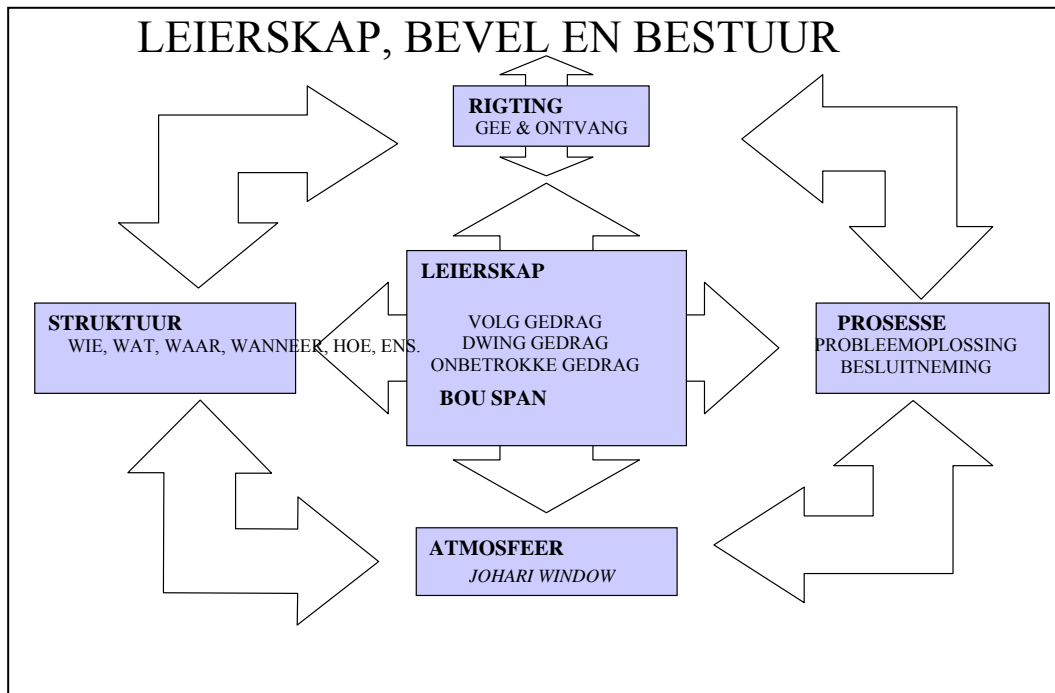 LEIERSKAP, BEVEL EN BESTUUR
RIGTING
GEE & ONTVANG
LEIERSKAP
VOLG GEDRAG
DWING GEDRAG
ONBETROKKE GEDRAG
BOU SPAN
STRUKTUUR
WIE, WAT, WAAR, WANNEER, HOE, ENS.
PROSESSE
PROBLEEMOPLOSSING
BESLUITNEMING
ATMOSFEER
JOHARI WINDOW